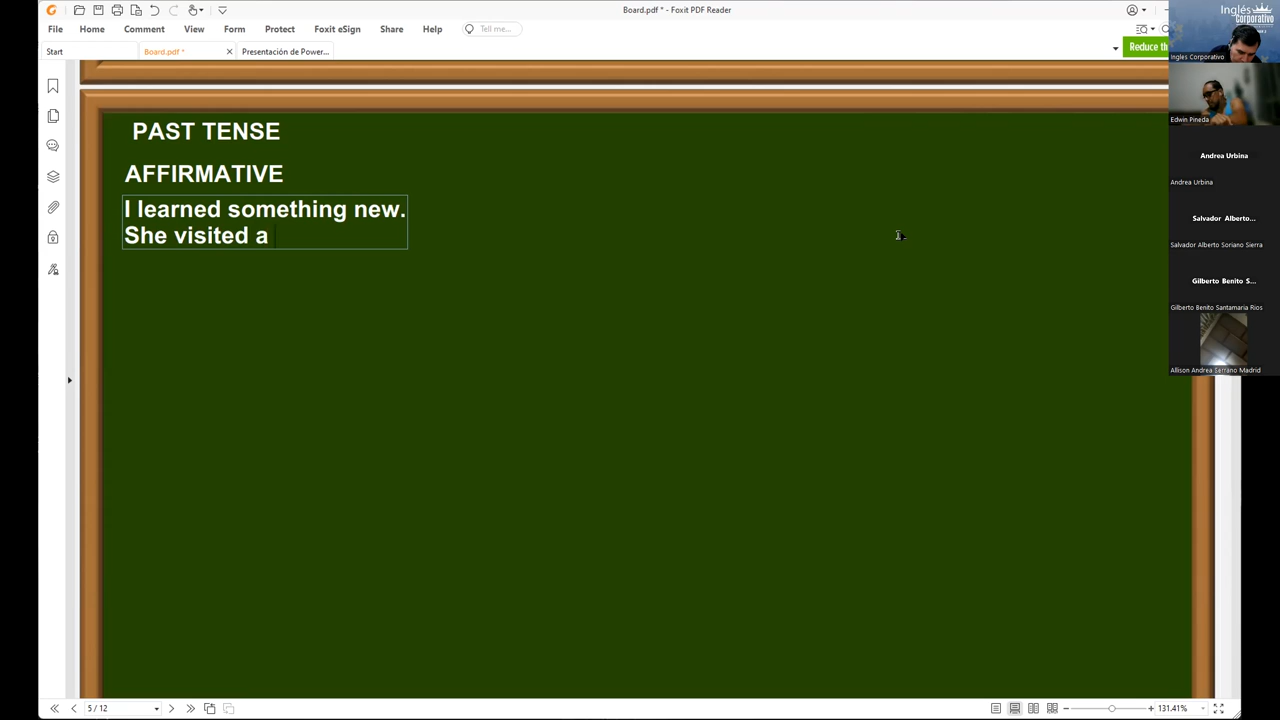 Board.pdf * - Foxit PDF Reader
File Home Comment View Form Protect Foxit eSign Share Help Tell me...
Start Board.pdf * Presentación de Power... Reduce th
PAST TENSE
AFFIRMATIVE
I learned something new.
She visited a
Inglés
Corporativo
Ingles Corporativo
Edwin Pineda
Andrea Urbina
Andrea Urbina
Salvador Alberto...
Salvador Alberto Soriano Sierra
Gilberto Benito S...
Gilberto Benito Santamaria Rios
Allison Andrea Serrano Madrid
5 / 12
131.41%